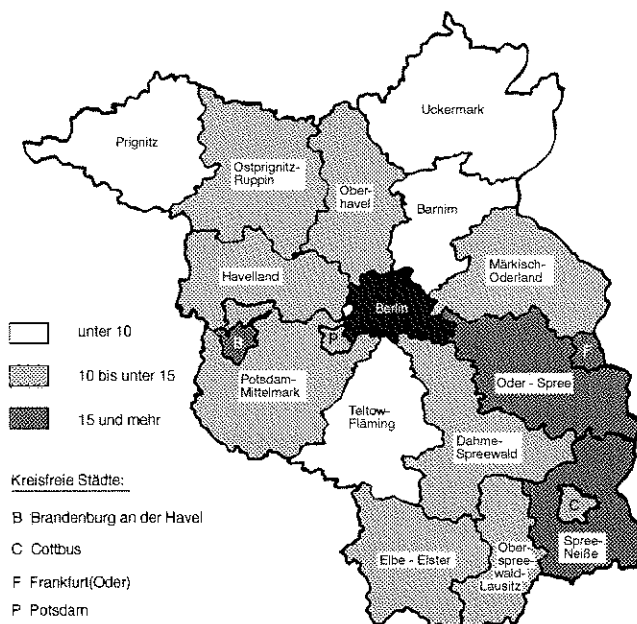 Uckermark
Prignitz
Ostprignitz-
Ruppin
Ober-
havel
Barnim
Havelland
Märkisch-
Oderland
Berlin
unter 10
10 bis unter 15
15 und mehr
B
P
F
Potsdam-
Mittelmark
Oder - Spree
Teltow-
Fläming
Dahme-
Spreewald
Kreisfreie Städte:
B Brandenburg an der Havel
C Cottbus
F Frankfurt(Oder)
P Potsdam
C
Elbe - Elster
Ober-
spree-
wald-
Lausitz
Spree-
Neiße